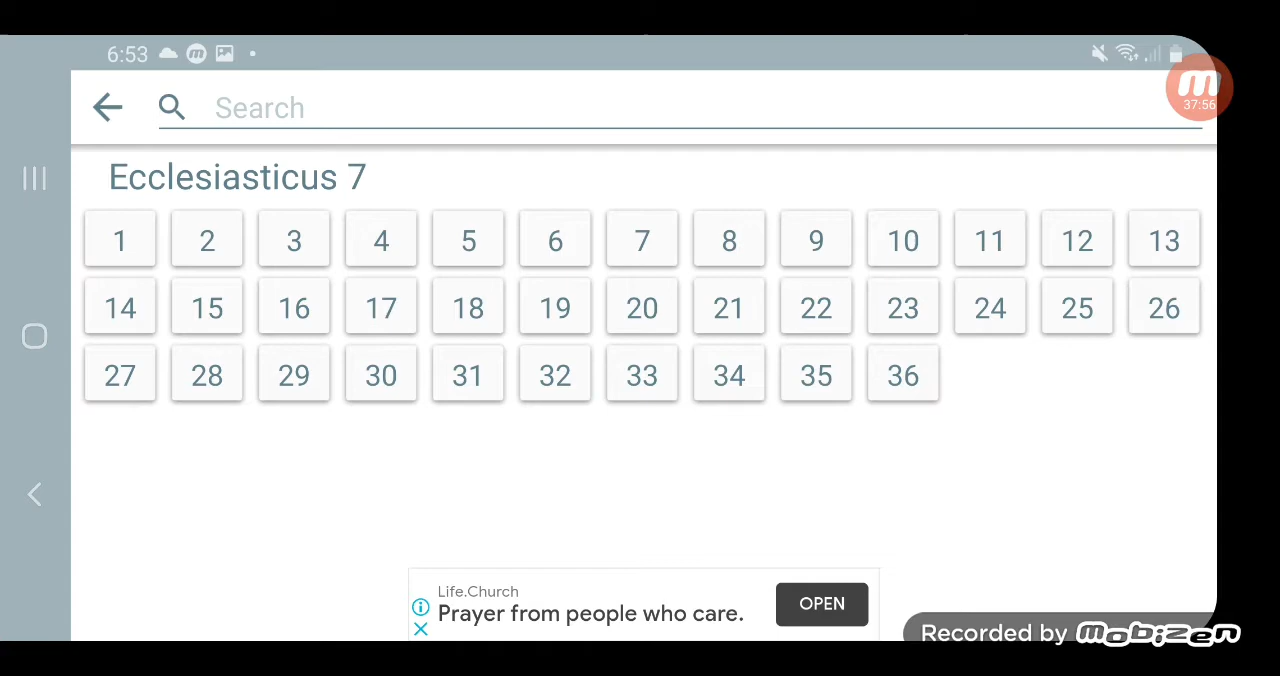 6:53
m
m
37:56
Search
Ecclesiasticus 7
1 2 3 4 5 6 7 8 9 10 11 12 13
14 15 16 17 18 19 20 21 22 23 24 25 26
27 28 29 30 31 32 33 34 35 36
Life.Church
Prayer from people who care.
OPEN
Recorded by mobizen